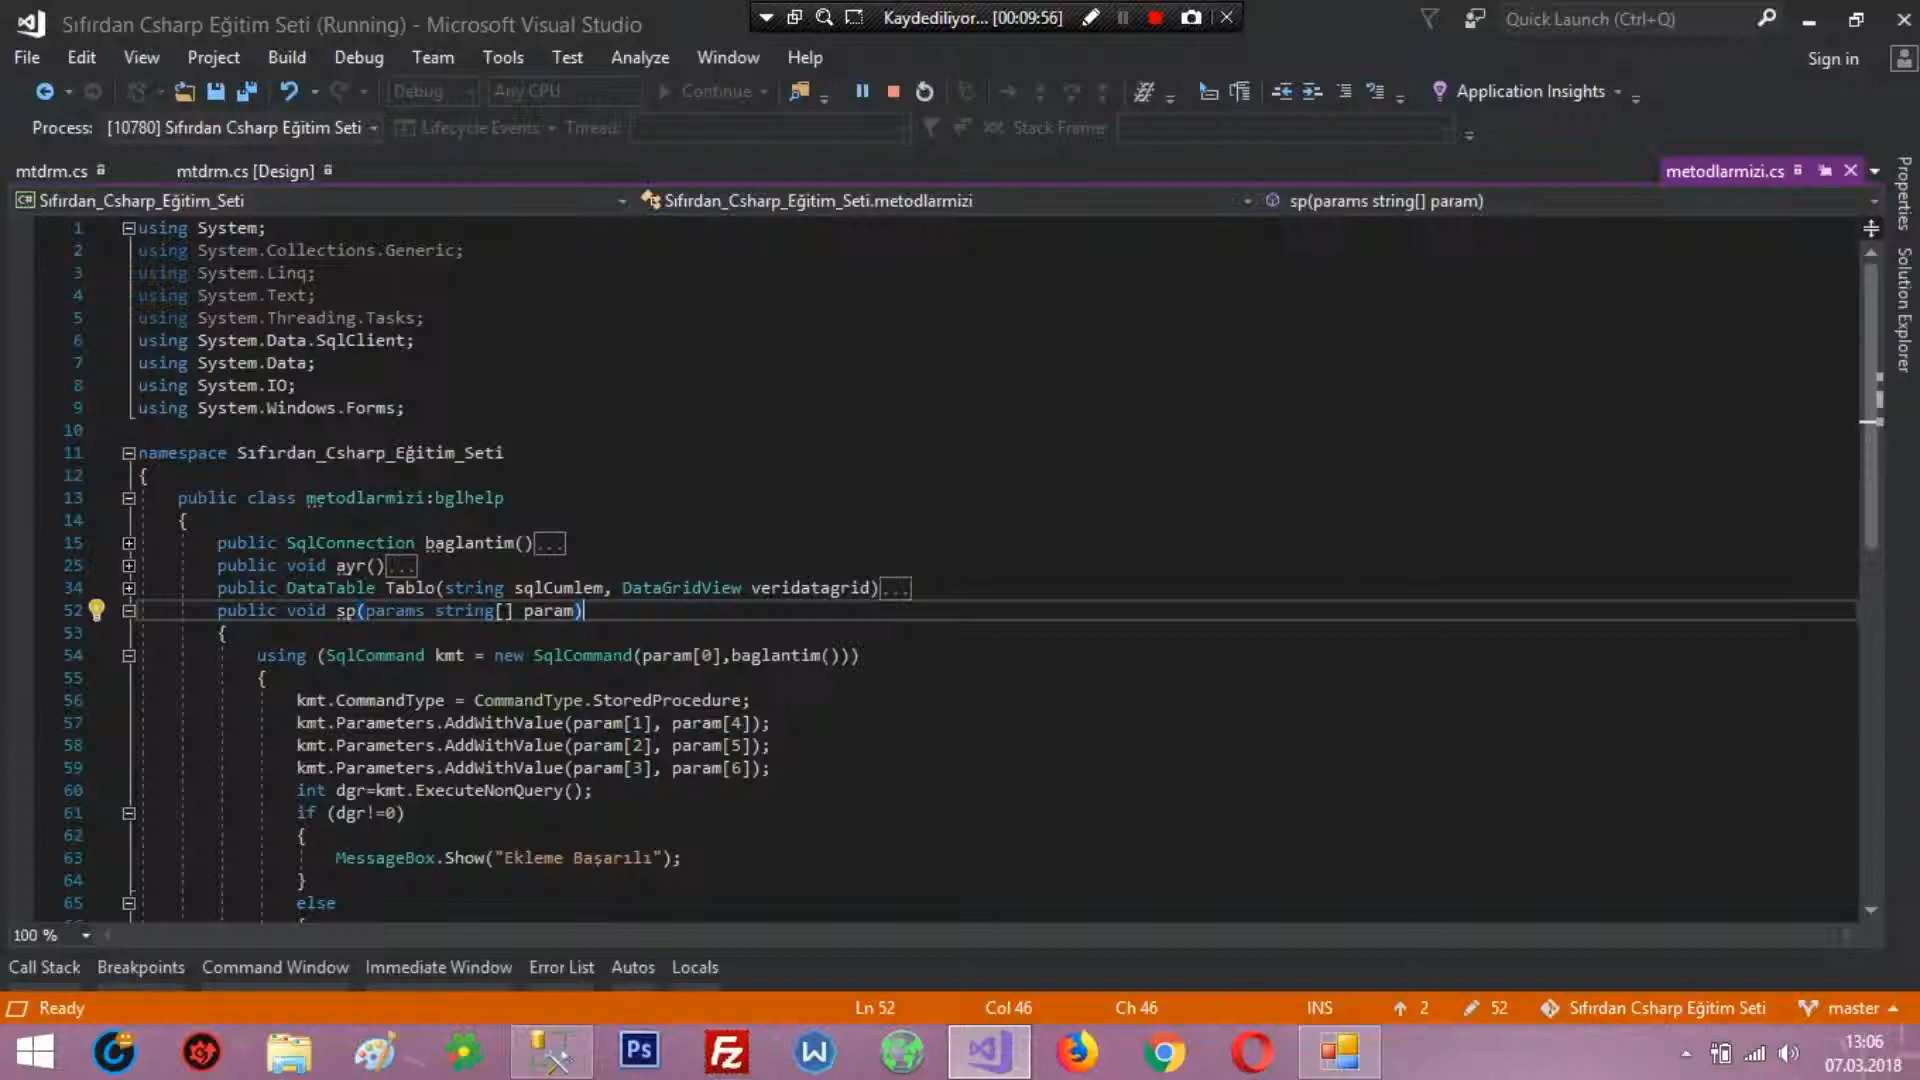 Sıfırdan Csharp Eğitim Seti (Running) - Microsoft Visual Studio
Kaydediliyor... [00:09:56]
Quick Launch (Ctrl+Q)
File Edit View Project Build Debug Team Tools Test Analyze Window Help
Sign in
Debug Any CPU Continue Application Insights
Process: [10780] Sıfırdan Csharp Eğitim Seti Lifecycle Events Thread: Stack Frame
mtdrm.cs mtdrm.cs [Design] metodlarmizi.cs
C# Sıfırdan_Csharp_Eğitim_Seti Sıfırdan_Csharp_Eğitim_Seti.metodlarmizi sp(params string[] param)
Properties
Solution Explorer
1 using System;
2 using System.Collections.Generic;
3 using System.Linq;
4 using System.Text;
5 using System.Threading.Tasks;
6 using System.Data.SqlClient;
7 using System.Data;
8 using System.IO;
9 using System.Windows.Forms;
10
11 namespace Sıfırdan_Csharp_Eğitim_Seti
12 {
13 public class metodlarmizi:bglhelp
14 {
15 public SqlConnection baglantim()...
25 public void ayr()...
34 public DataTable Tablo(string sqlCumlem, DataGridView veridatagrid)...
52 public void sp(params string[] param)
53 {
54 using (SqlCommand kmt = new SqlCommand(param[0],baglantim()))
55 {
56 kmt.CommandType = CommandType.StoredProcedure;
57 kmt.Parameters.AddWithValue(param[1], param[4]);
58 kmt.Parameters.AddWithValue(param[2], param[5]);
59 kmt.Parameters.AddWithValue(param[3], param[6]);
60 int dgr=kmt.ExecuteNonQuery();
61 if (dgr!=0)
62 {
63 MessageBox.Show("Ekleme Başarılı");
64 }
65 else
100 %
Call Stack Breakpoints Command Window Immediate Window Error List Autos Locals
Ready Ln 52 Col 46 Ch 46 INS 2 52 Sıfırdan Csharp Eğitim Seti master
Ps Fz W
13:06
07.03.2018